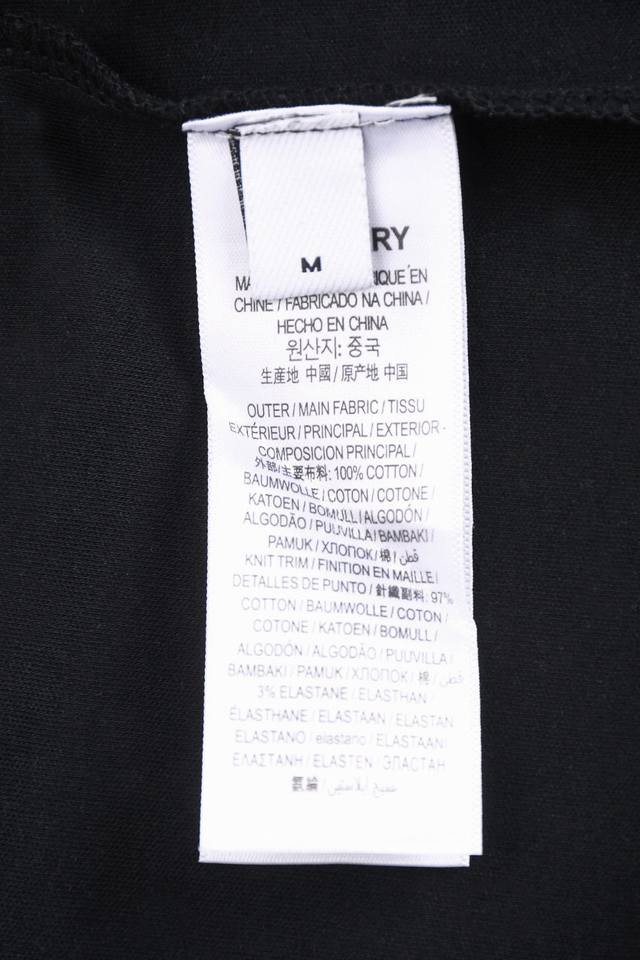 M
RY
MA IQUE EN
CHINE / FABRICADO NA CHINA /
HECHO EN CHINA
원산지: 중국
生産地 中國 / 原产地 中国
OUTER / MAIN FABRIC / TISSU
EXTÉRIEUR / PRINCIPAL / EXTERIOR -
COMPOSICION PRINCIPAL /
外部/主要布料: 100% COTTON /
BAUMWOLLE / COTON / COTONE /
KATOEN / BOMULL / ALGODÓN /
ALGODÃO / PUUVILLA / BAMBAKI /
PAMUK / ХЛОПОК / 棉 / قطن /
KNIT TRIM / FINITION EN MAILLE /
DETALLES DE PUNTO / 針織副料: 97%
COTTON / BAUMWOLLE / COTON /
COTONE / KATOEN / BOMULL /
ALGODÓN / ALGODÃO / PUUVILLA /
BAMBAKI / PAMUK / ХЛОПОК / 棉 / قطن /
3% ELASTANE / ELASTHAN /
ÉLASTHANE / ELASTAAN / ELASTAN
ELASTANO / elastano / ELASTAANI
ΕΛΑΣΤΑΝΗ / ELASTEN / ЭЛАСТАН
氨綸 / نسيج إيلاستين /